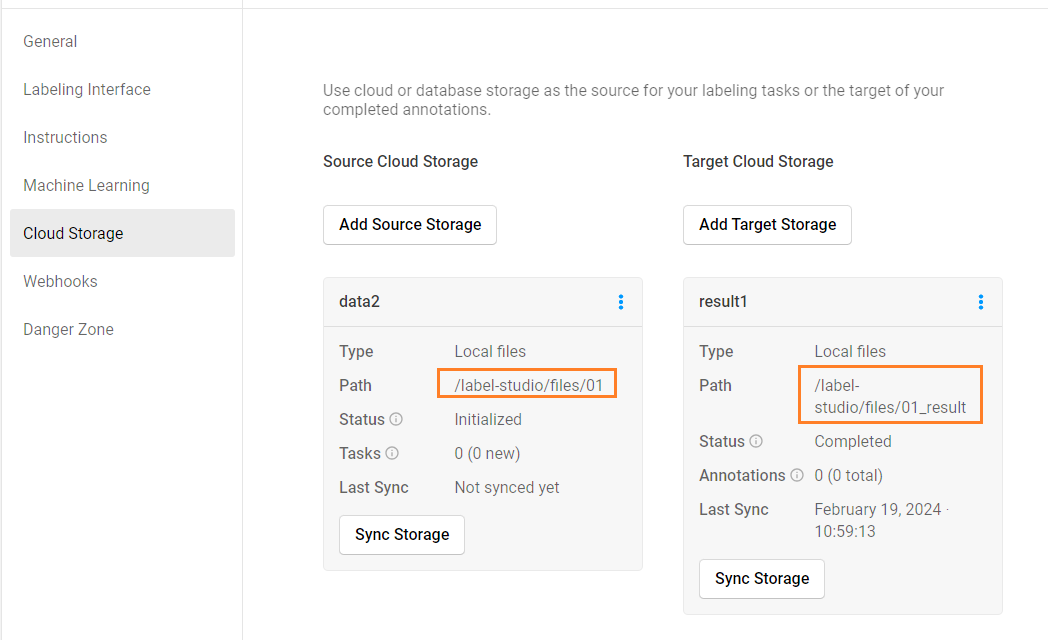 General
Labeling Interface
Instructions
Machine Learning
Cloud Storage
Webhooks
Danger Zone
Use cloud or database storage as the source for your labeling tasks or the target of your
completed annotations.
Source Cloud Storage
Add Source Storage
data2
Type Local files
Path /label-studio/files/01
Status Initialized
Tasks 0 (0 new)
Last Sync Not synced yet
Sync Storage
Target Cloud Storage
Add Target Storage
result1
Type Local files
Path /label-
studio/files/01_result
Status Completed
Annotations 0 (0 total)
Last Sync February 19, 2024 ·
10:59:13
Sync Storage